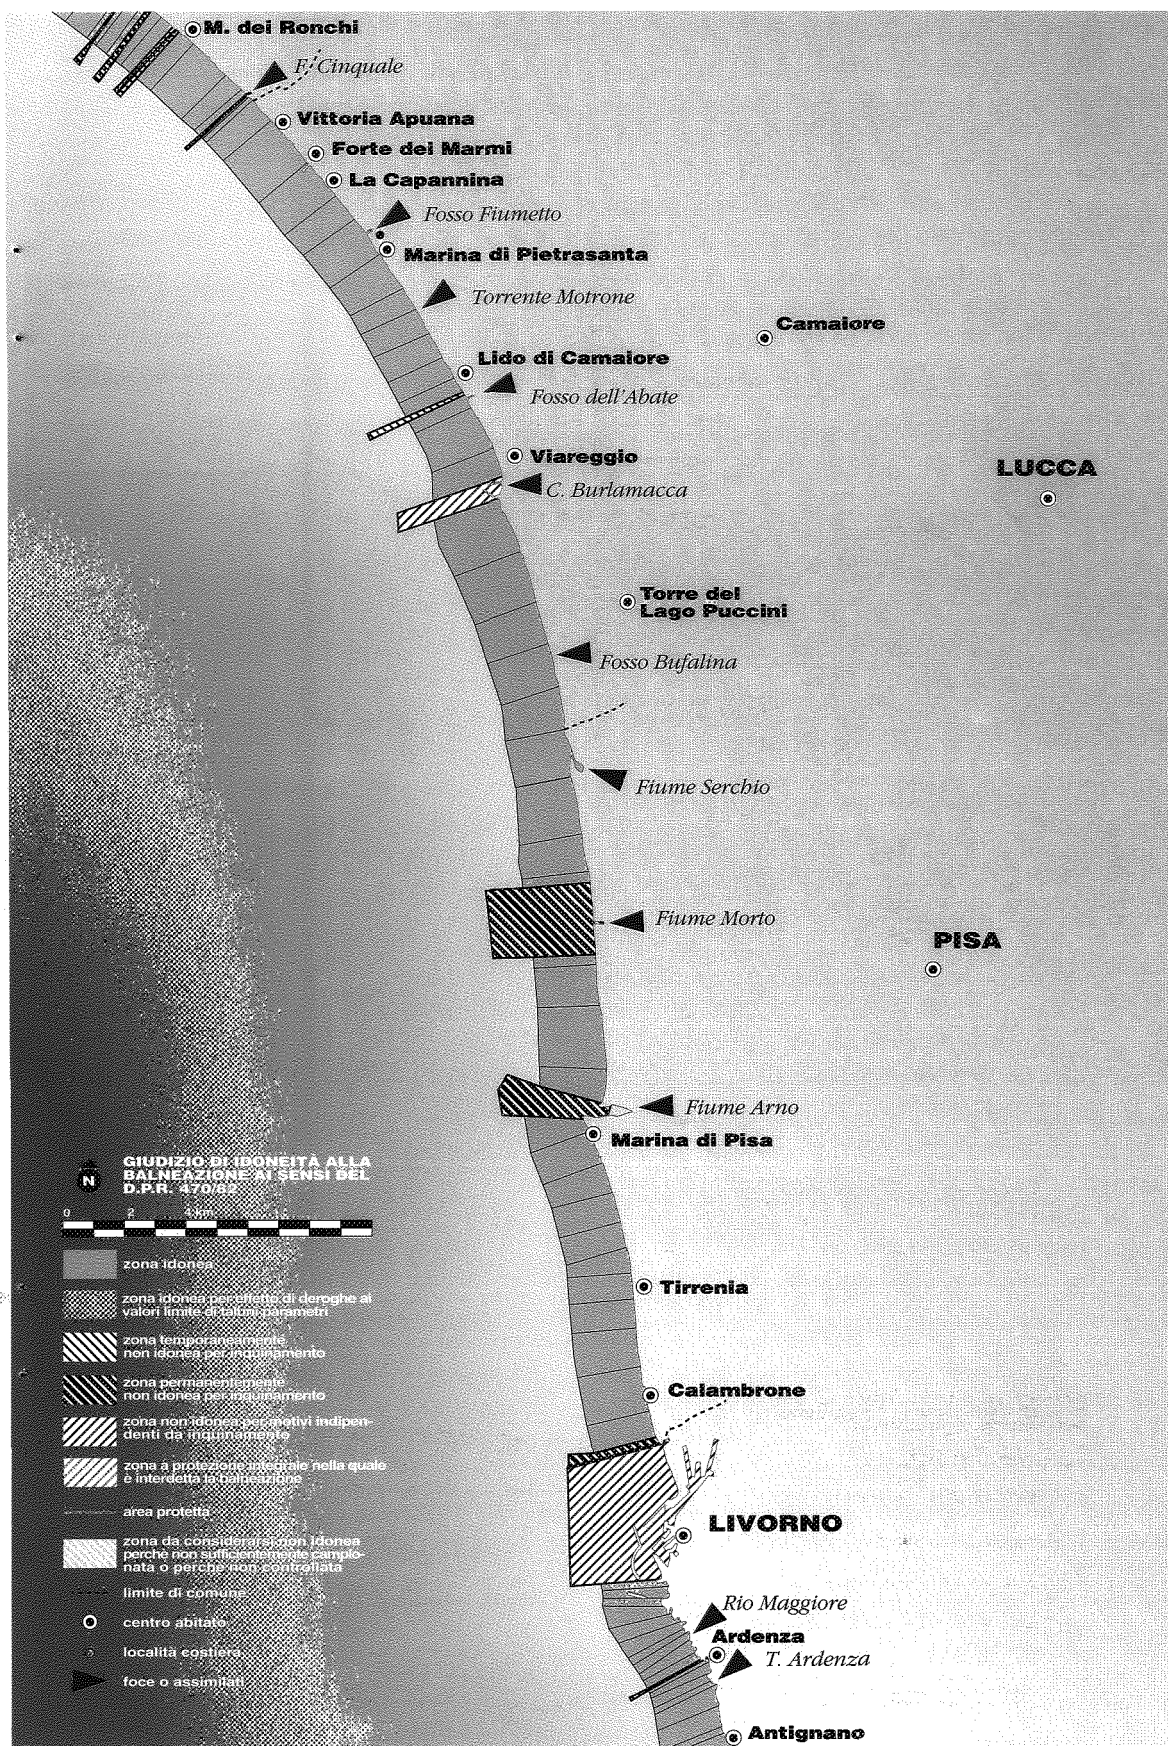 M. dei Ronchi
F. Cinquale
Vittoria Apuana
Forte dei Marmi
La Capannina
Fosso Fiumetto
Marina di Pietrasanta
Torrente Motrone
Camaiore
Lido di Camaiore
Fosso dell'Abate
Viareggio
LUCCA
C. Burlamacca
Torre del
Lago Puccini
Fosso Bufalina
Fiume Serchio
Fiume Morto
PISA
Fiume Arno
Marina di Pisa
GIUDIZIO DI IDONEITÀ ALLA
BALNEAZIONE AI SENSI DEL
D.P.R. 470/82
N
0 2 4 km
zona idonea
zona idonea per effetto di deroghe ai
valori limite di taluni parametri
zona temporaneamente
non idonea per inquinamento
zona permanentemente
non idonea per inquinamento
zona non idonea per motivi indipen-
denti da inquinamento
zona a protezione integrale nella quale
è interdetta la balneazione
area protetta
zona da considerarsi non idonea
perche non sufficientemente campio-
nata o perche non controllata
limite di comune
centro abitato
località costiera
foce o assimilati
Tirrenia
Calambrone
LIVORNO
Rio Maggiore
Ardenza
T. Ardenza
Antignano